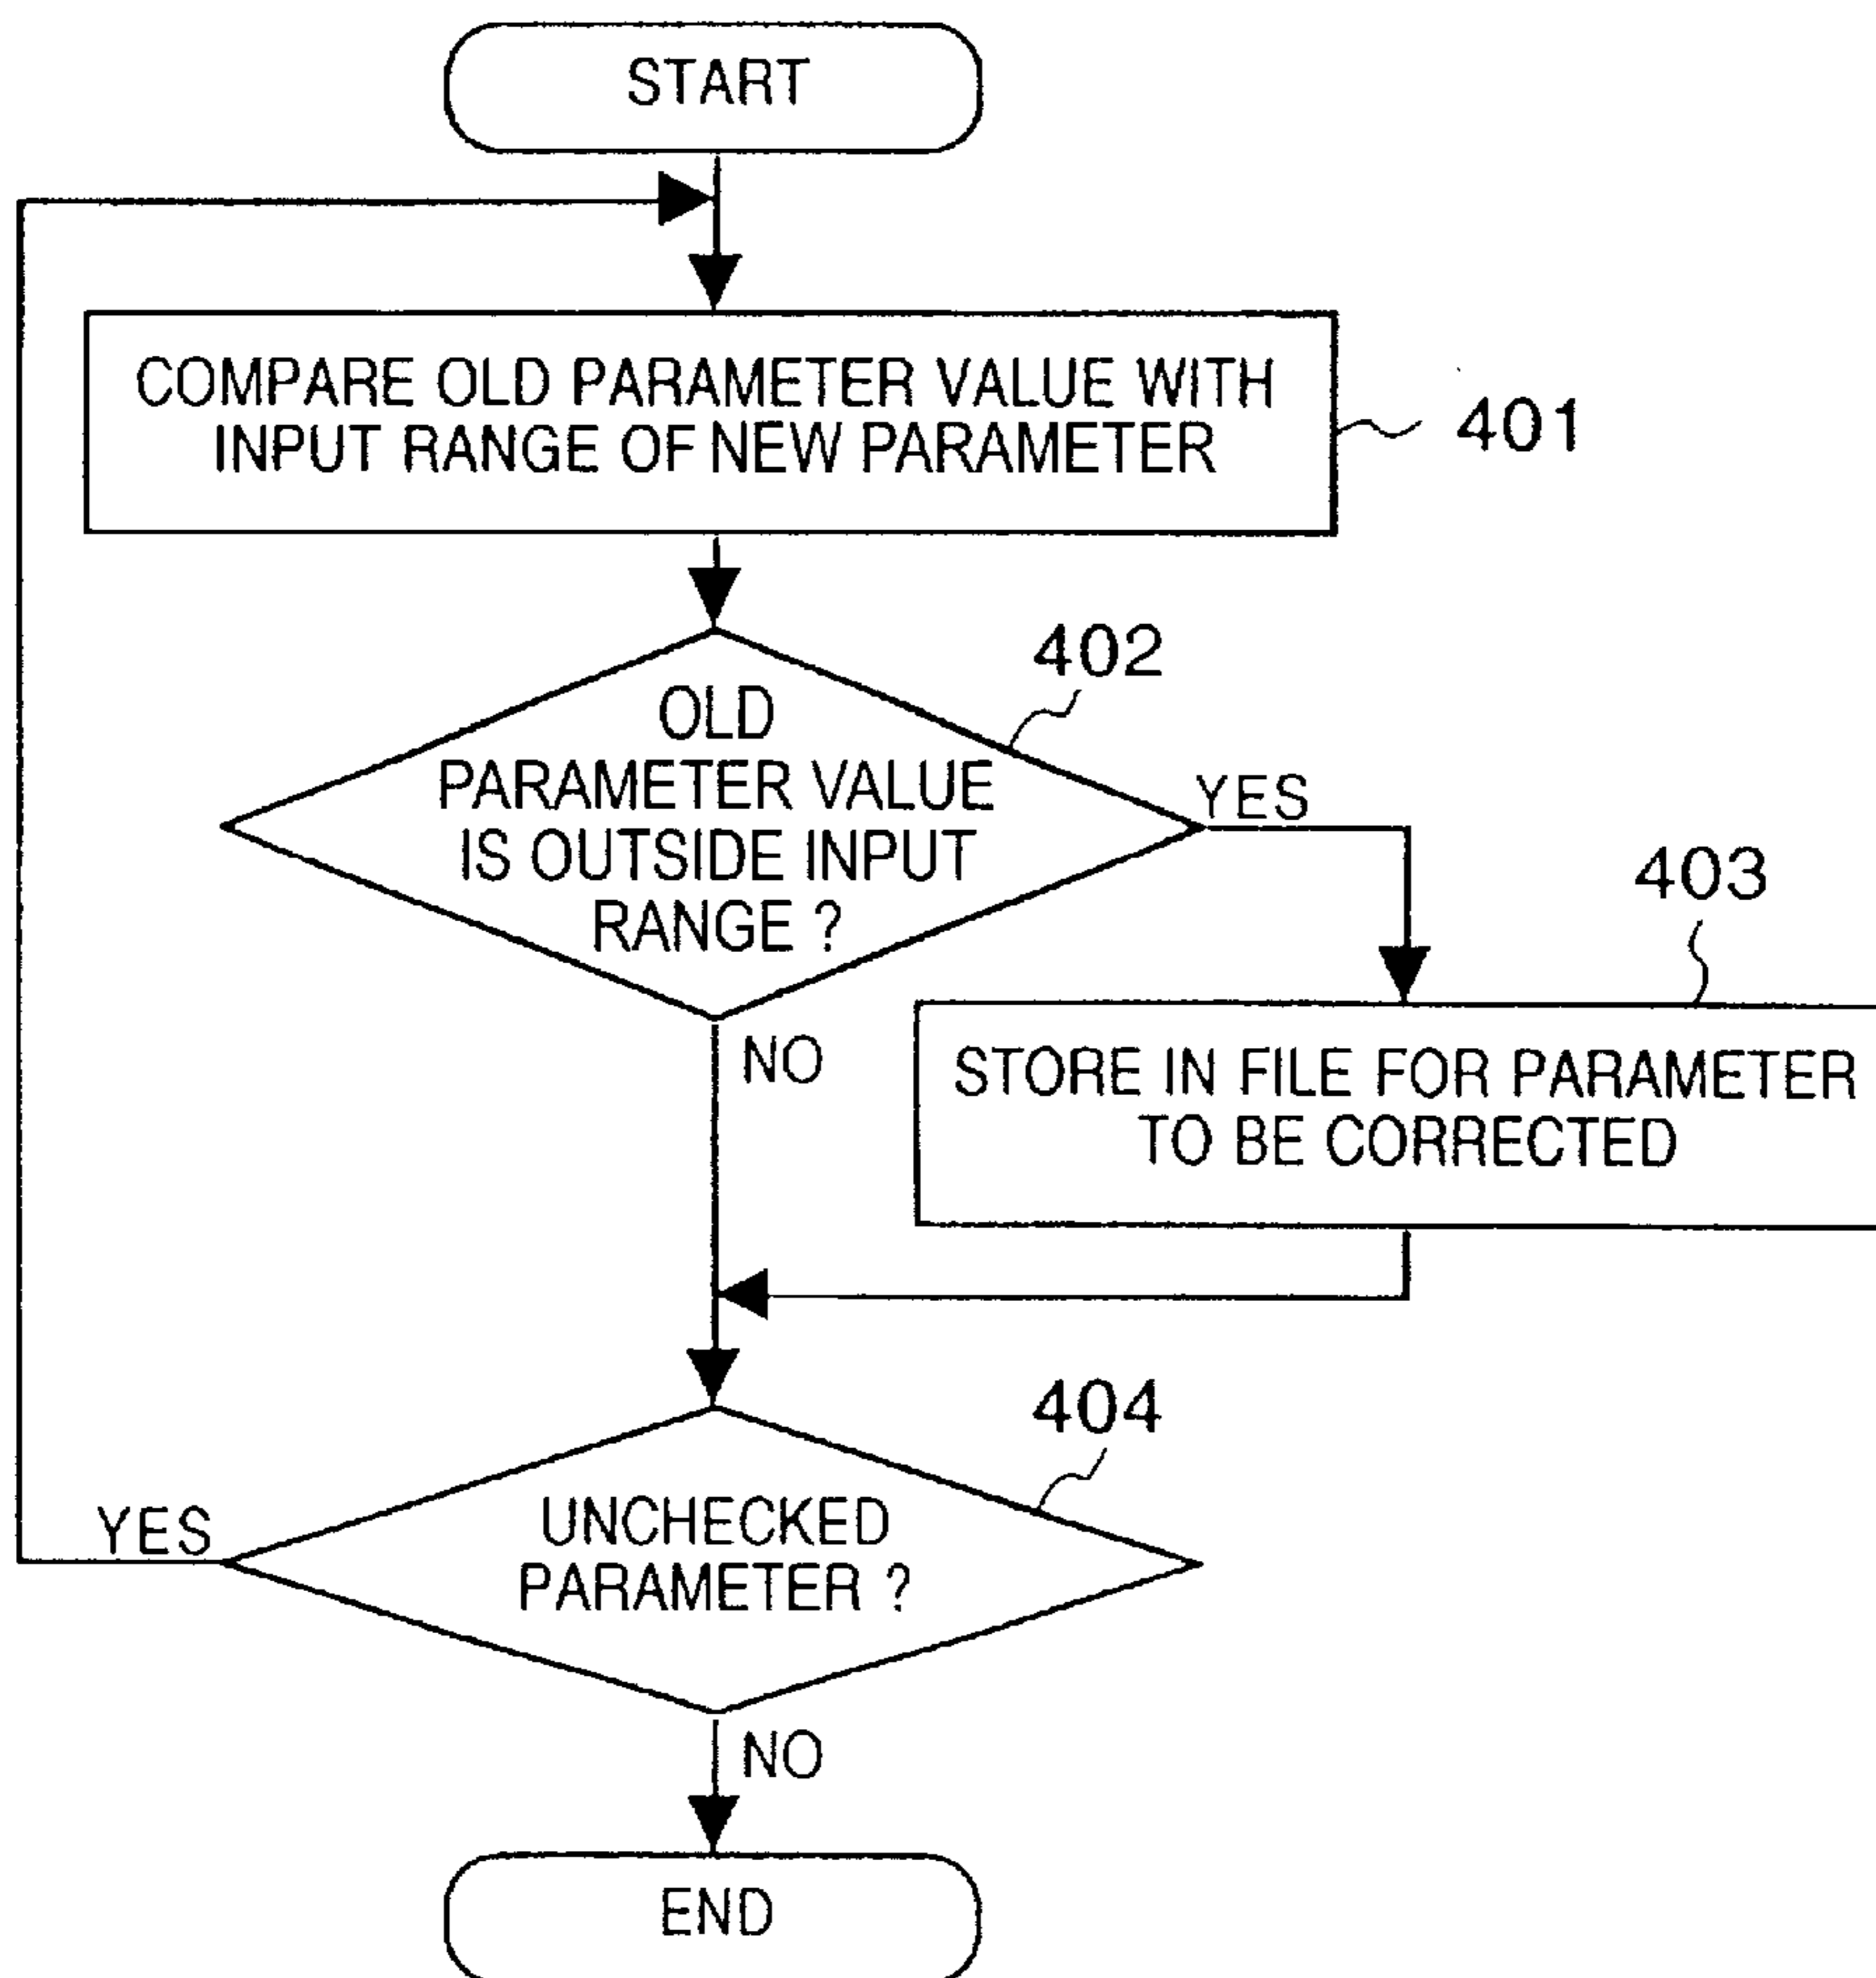 START
COMPARE OLD PARAMETER VALUE WITH
INPUT RANGE OF NEW PARAMETER
401
402
OLD
PARAMETER VALUE
IS OUTSIDE INPUT
RANGE ?
YES
403
NO
STORE IN FILE FOR PARAMETER
TO BE CORRECTED
404
YES
UNCHECKED
PARAMETER ?
NO
END